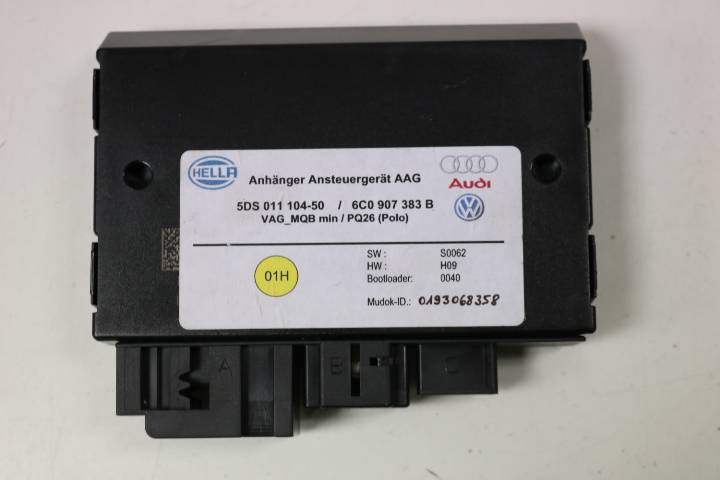 HELLA
Anhänger Ansteuergerät AAG
Audi
5DS 011 104-50 / 6C0 907 383 B
VAG_MQB min / PQ26 (Polo)
01H
SW : S0062
HW : H09
Bootloader: 0040
Mudok-ID.: 0193068358
A
B
C